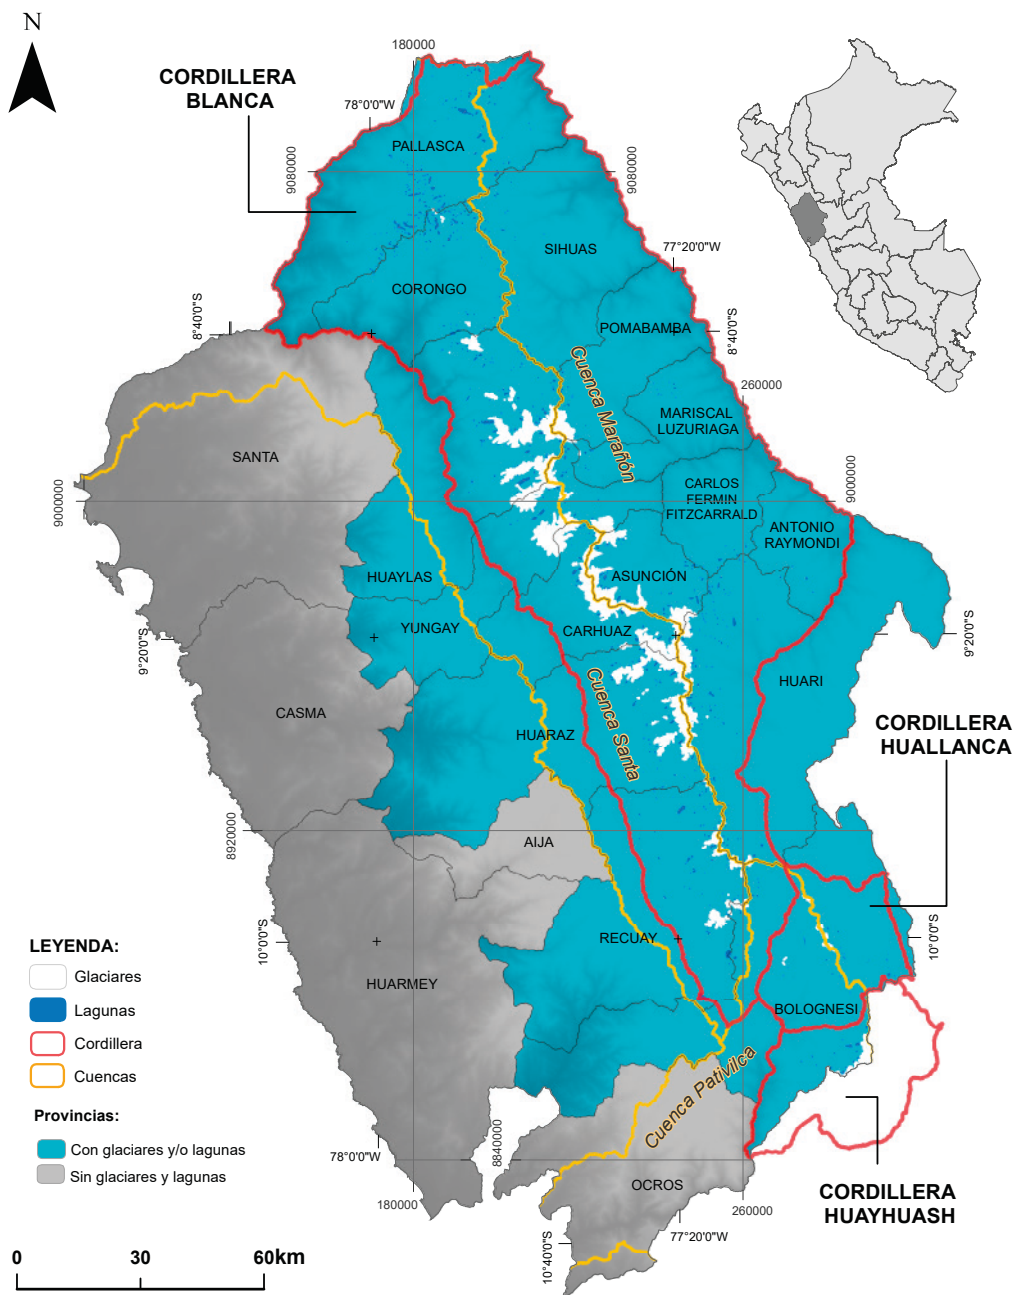 N
180000
CORDILLERA
BLANCA
78°0'0"W
PALLASCA
9080000
9080000
SIHUAS
77°20'0"W
CORONGO
8°40'0"S
POMABAMBA
8°40'0"S
Cuenca Marañón
260000
MARISCAL
LUZURIAGA
SANTA
9000000
9000000
CARLOS
FERMIN
FITZCARRALD
ANTONIO
RAYMONDI
HUAYLAS
ASUNCIÓN
YUNGAY
CARHUAZ
9°20'0"S
9°20'0"S
HUARI
Cuenca Santa
CASMA
HUARAZ
CORDILLERA
HUALLANCA
8920000
AIJA
RECUAY
10°0'0"S
10°0'0"S
LEYENDA:
Glaciares
Lagunas
Cordillera
Cuencas
HUARMEY
BOLOGNESI
Cuenca Pativilca
Provincias:
Con glaciares y/o lagunas
Sin glaciares y lagunas
78°0'0"W
8840000
OCROS
CORDILLERA
HUAYHUASH
180000
260000
77°20'0"W
10°40'0"S
0 30 60km